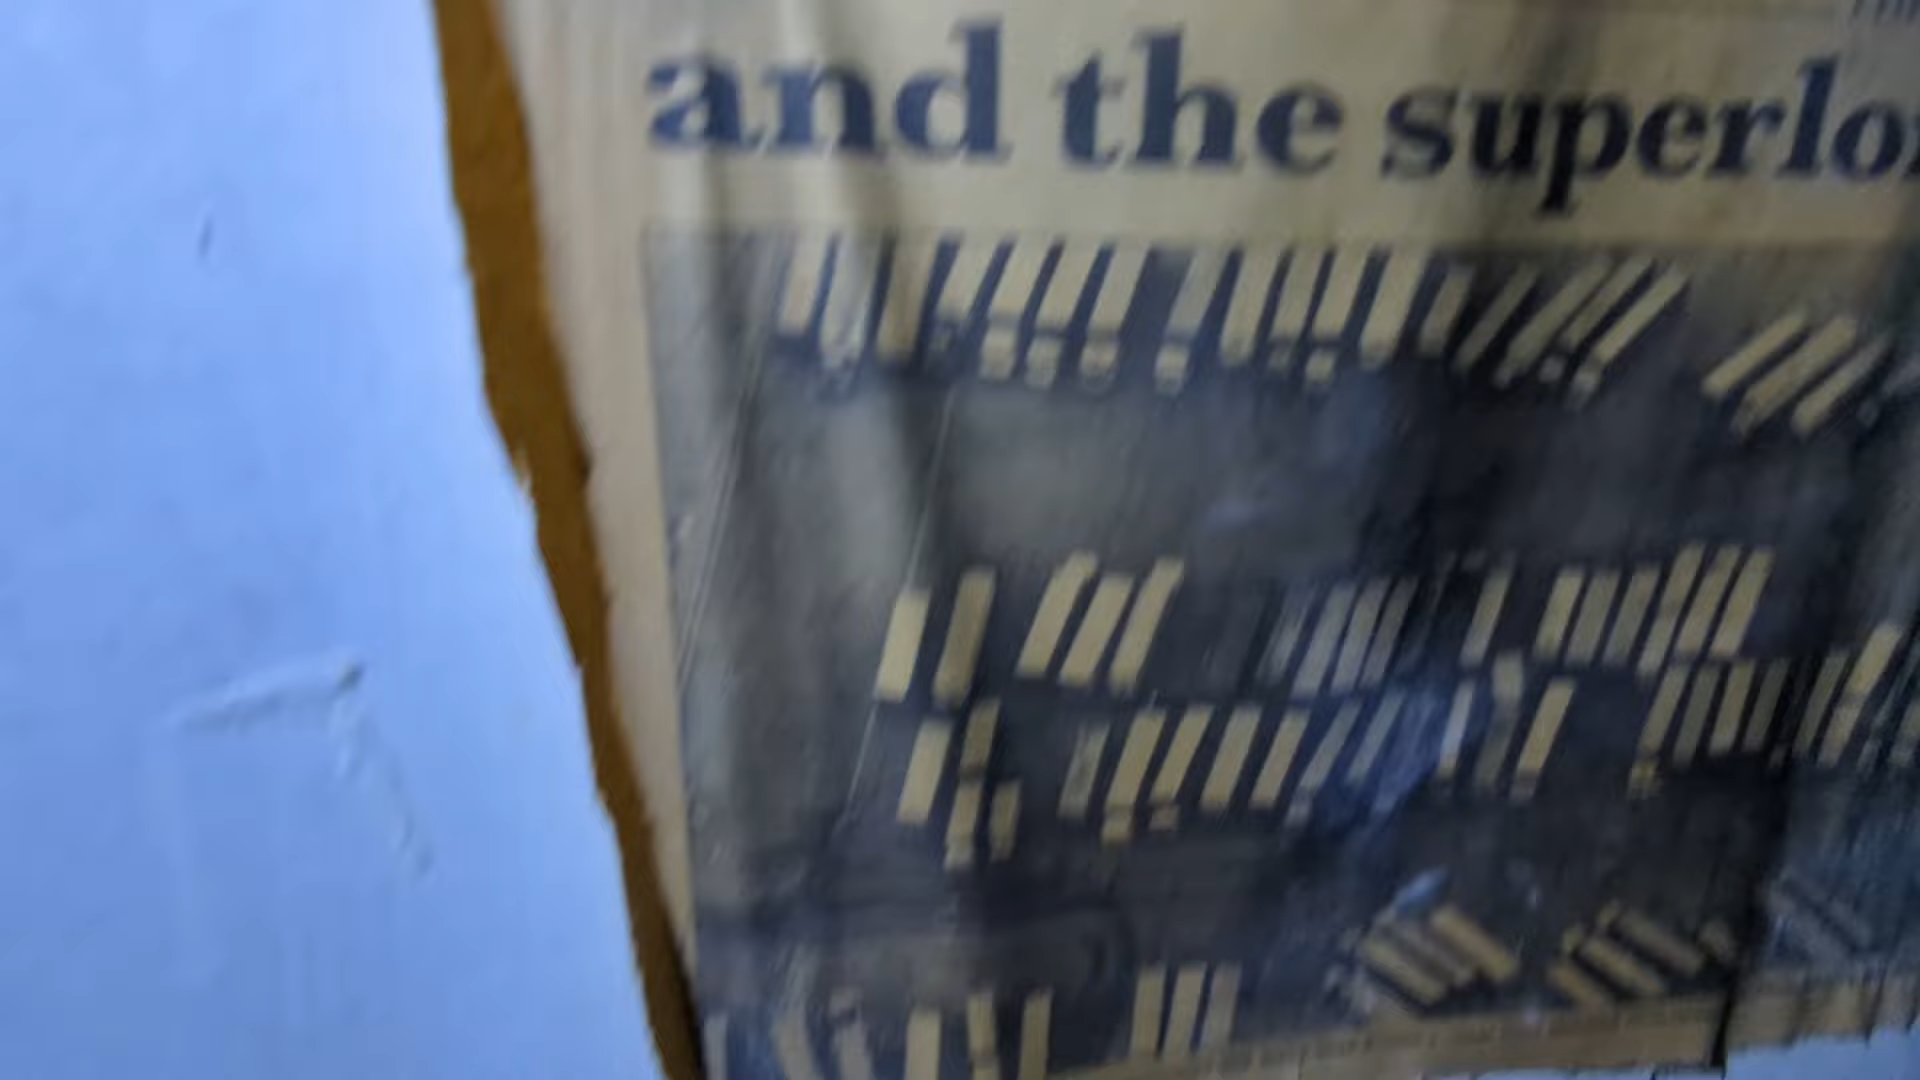 and the superlo